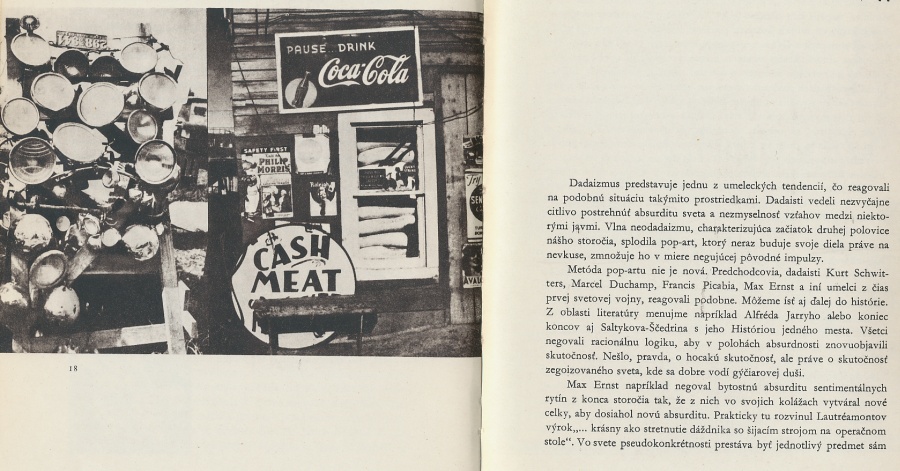 PAUSE.. DRINK
Coca-Cola
SAFETY FIRST
PHILIP
MORRIS
CASH
MEAT
18
Dadaizmus predstavuje jednu z umeleckých tendencií, čo reagovali
na podobnú situáciu takýmito prostriedkami. Dadaisti vedeli nezvyčajne
citlivo postrehnúť absurditu sveta a nezmyselnosť vzťahov medzi niekto-
rými javmi. Vlna neodadaizmu, charakterizujúca začiatok druhej polovice
nášho storočia, splodila pop-art, ktorý neraz buduje svoje diela práve na
nevkuse, zmnožuje ho v miere negujúcej pôvodné impulzy.
Metóda pop-artu nie je nová. Predchodcovia, dadaisti Kurt Schwit-
ters, Marcel Duchamp, Francis Picabia, Max Ernst a iní umelci z čias
prvej svetovej vojny, reagovali podobne. Môžeme ísť aj ďalej do histórie.
Z oblasti literatúry menujme napríklad Alfréda Jarryho alebo koniec
koncov aj Saltykova-Ščedrina s jeho Históriou jedného mesta. Všetci
negovali racionálnu logiku, aby v polohách absurdnosti znovuobjavili
skutočnosť. Nešlo, pravda, o hocakú skutočnosť, ale práve o skutočnosť
zegoizovaného sveta, kde sa dobre vodí gýčiarovej duši.
Max Ernst napríklad negoval bytostnú absurditu sentimentálnych
rytín z konca storočia tak, že z nich vo svojich kolážach vytváral nové
celky, aby dosiahol novú absurditu. Prakticky tu rozvinul Lautréamontov
výrok„... krásny ako stretnutie dáždnika so šijacím strojom na operačnom
stole“. Vo svete pseudokonkrétnosti prestáva byť jednotlivý predmet sám